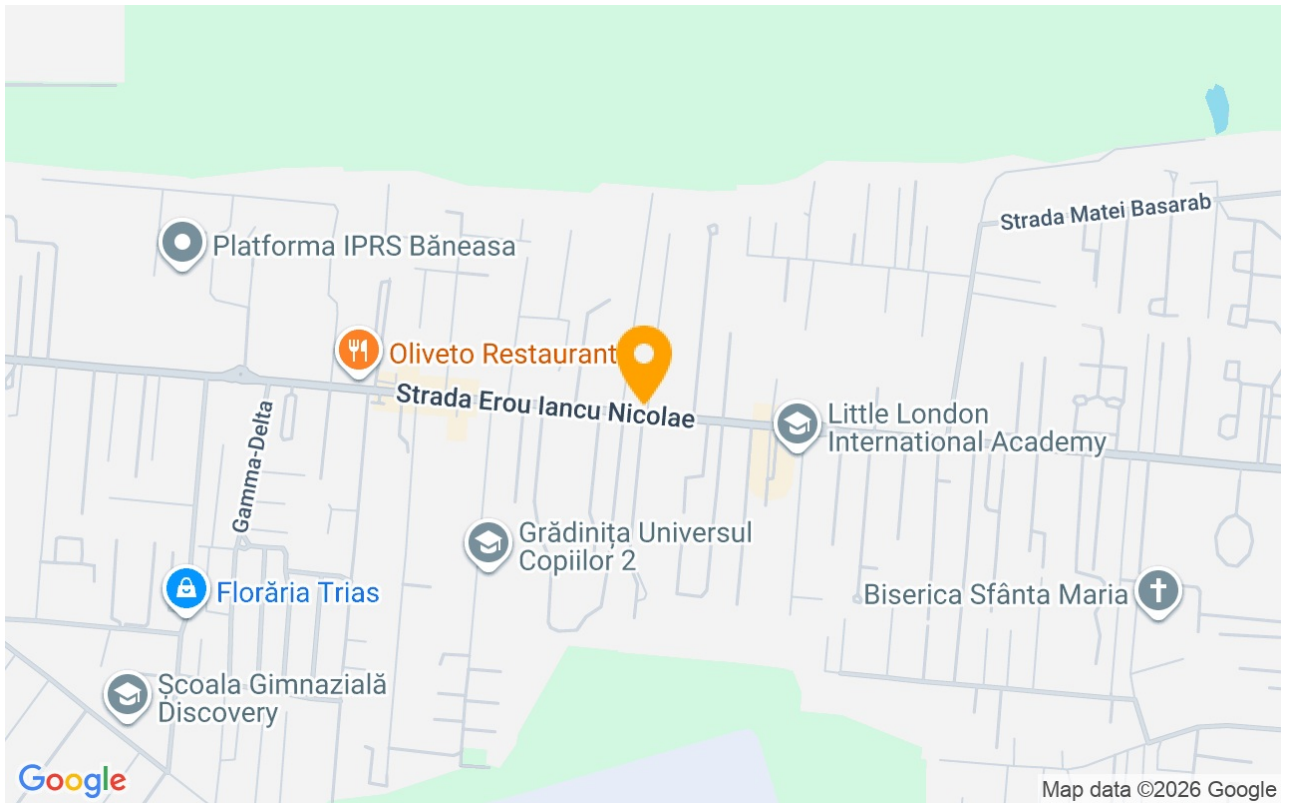 Strada Matei Basarab
Platforma IPRS Băneasa
Oliveto Restaurant
Strada Erou Iancu Nicolae
Little London
International Academy
Gamma-Delta
Grădinița Universul
Copiilor 2
Florăria Trias
Biserica Sfânta Maria
Școala Gimnazială
Discovery
Google
Map data ©2026 Google